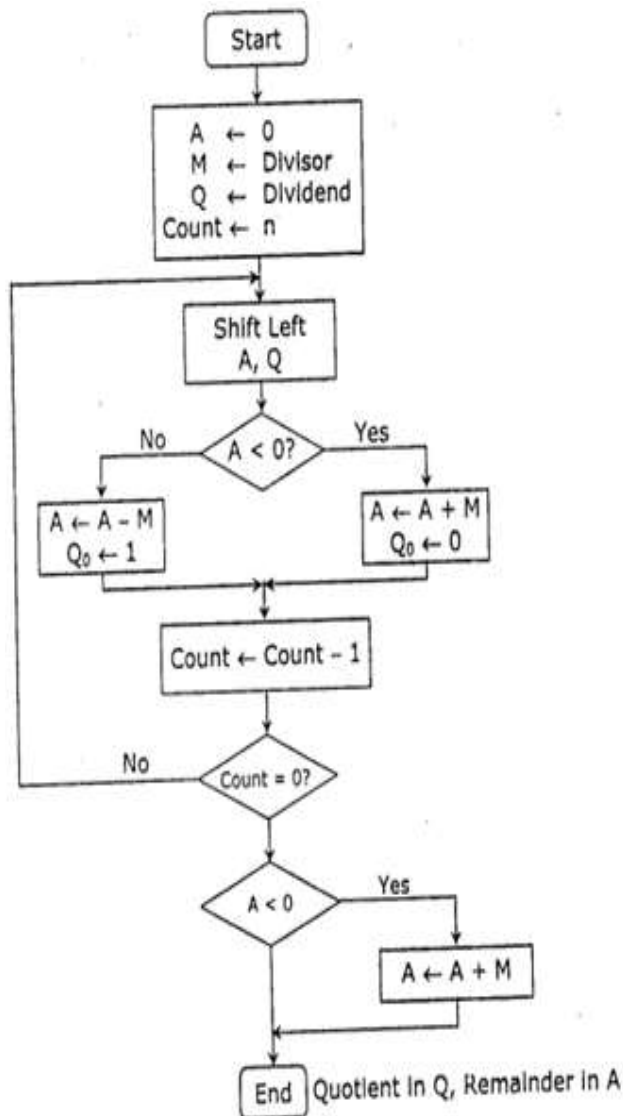 Start
A ← 0
M ← Divisor
Q ← Dividend
Count ← n
Shift Left
A, Q
No
A < 0?
Yes
A ← A – M
Q₀ ← 1
A ← A + M
Q₀ ← 0
Count ← Count – 1
No
Count = 0?
A < 0
Yes
A ← A + M
End
Quotient in Q, Remainder in A